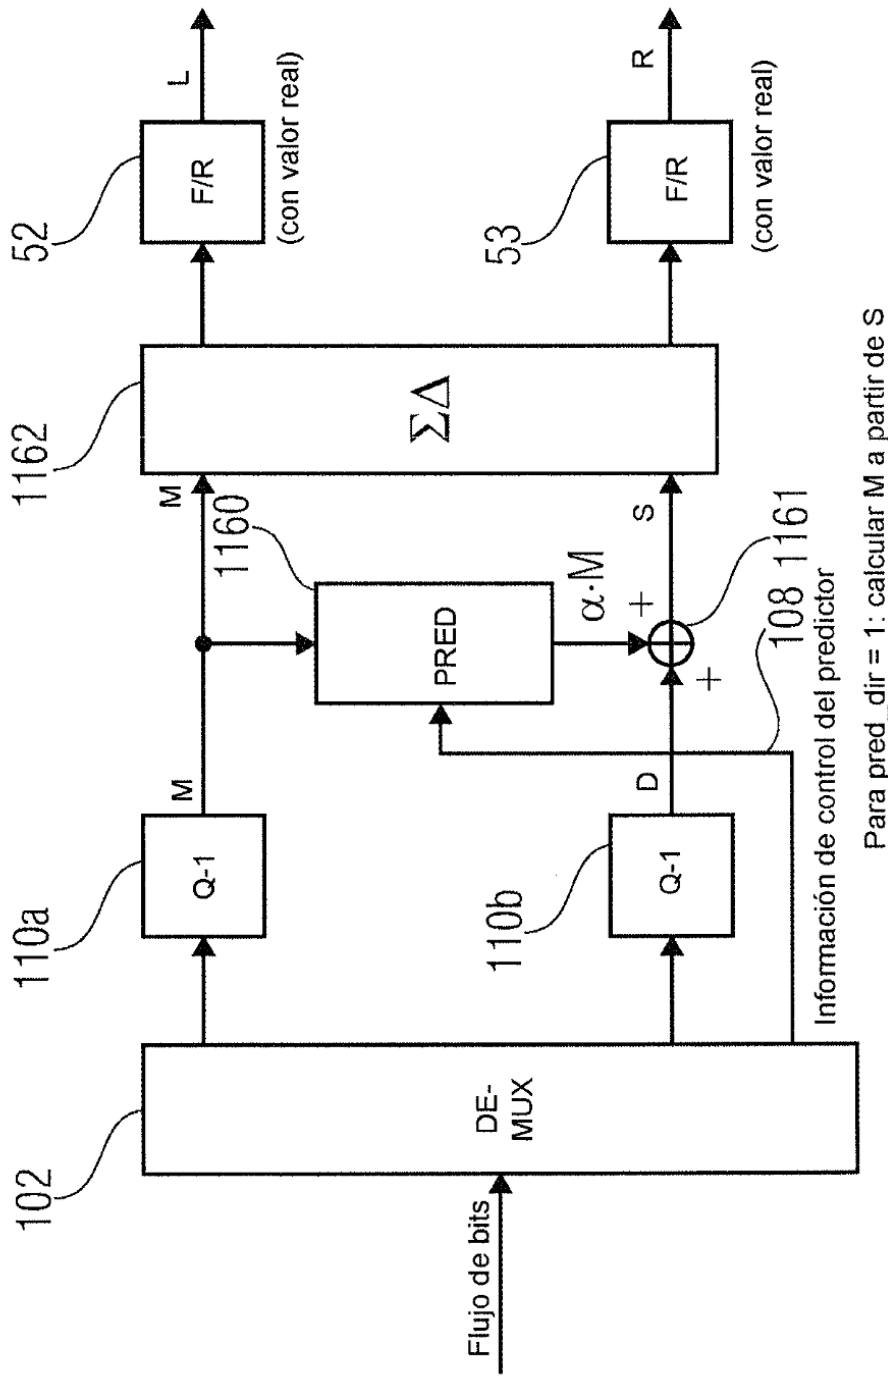 Flujo de bits
102
DE-
MUX
110a
Q-1
M
110b
Q-1
D
Información de control del predictor
108
1160
PRED
α·M
+
+
1161
M
S
1162
ΣΔ
52
F/R
L
(con valor real)
53
F/R
R
(con valor real)
Para pred_dir = 1: calcular M a partir de S